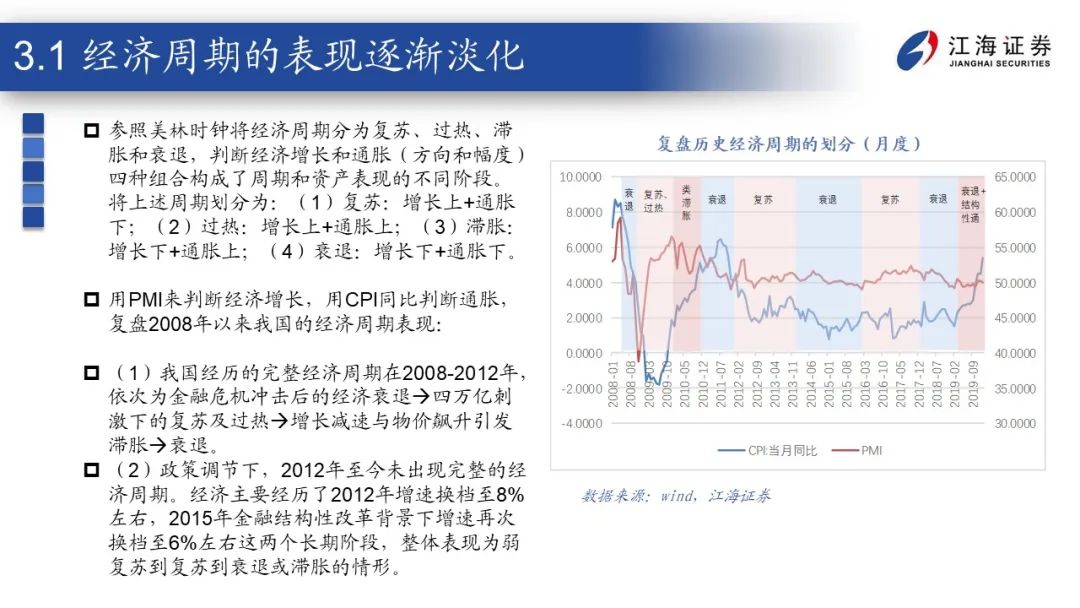 3.1 经济周期的表现逐渐淡化
江海证券
JIANGHAI SECURITIES
参照美林时钟将经济周期分为复苏、过热、滞
胀和衰退，判断经济增长和通胀（方向和幅度）
四种组合构成了周期和资产表现的不同阶段。
将上述周期划分为：（1）复苏：增长上+通胀
下；（2）过热：增长上+通胀上；（3）滞胀：
增长下+通胀上；（4）衰退：增长下+通胀下。
用PMI来判断经济增长，用CPI同比判断通胀，
复盘2008年以来我国的经济周期表现：
（1）我国经历的完整经济周期在2008-2012年，
依次为金融危机冲击后的经济衰退→四万亿刺
激下的复苏及过热→增长减速与物价飙升引发
滞胀→衰退。
（2）政策调节下，2012年至今未出现完整的经
济周期。经济主要经历了2012年增速换档至8%
左右，2015年金融结构性改革背景下增速再次
换档至6%左右这两个长期阶段，整体表现为弱
复苏到复苏到衰退或滞胀的情形。
复盘历史经济周期的划分（月度）
10.0000
8.0000
6.0000
4.0000
2.0000
0.0000
-2.0000
-4.0000
65.0000
60.0000
55.0000
50.0000
45.0000
40.0000
35.0000
30.0000
衰
退
复苏、
过热
类
滞
胀
衰退
复苏
衰退
复苏
衰退
衰退+
结构
性通
2008-01
2008-08
2009-03
2009-10
2010-05
2010-12
2011-07
2012-02
2012-09
2013-04
2013-11
2014-06
2015-01
2015-08
2016-03
2016-10
2017-05
2017-12
2018-07
2019-02
2019-09
CPI:当月同比
PMI
数据来源：wind，江海证券